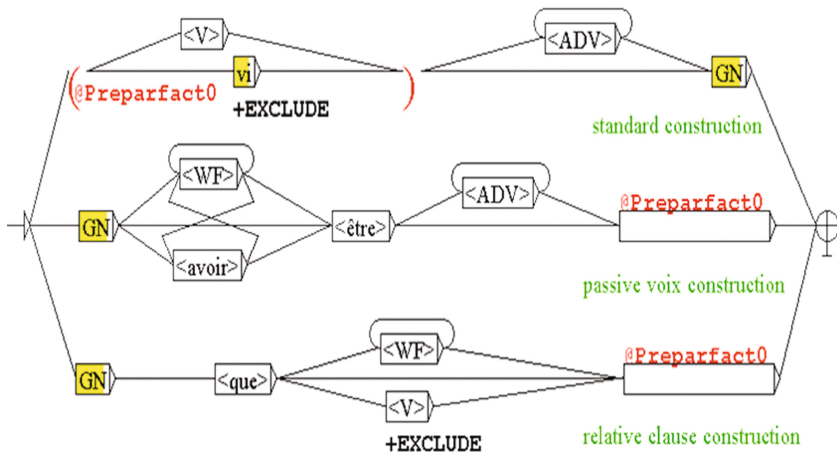 <V>
<ADV>
( vi ) GN
@Preparfact0
+EXCLUDE
standard construction
<WF>
<ADV>
@Preparfact0
GN <être>
<avoir>
passive voix construction
<WF>
@Preparfact0
GN <que>
<V>
+EXCLUDE
relative clause construction